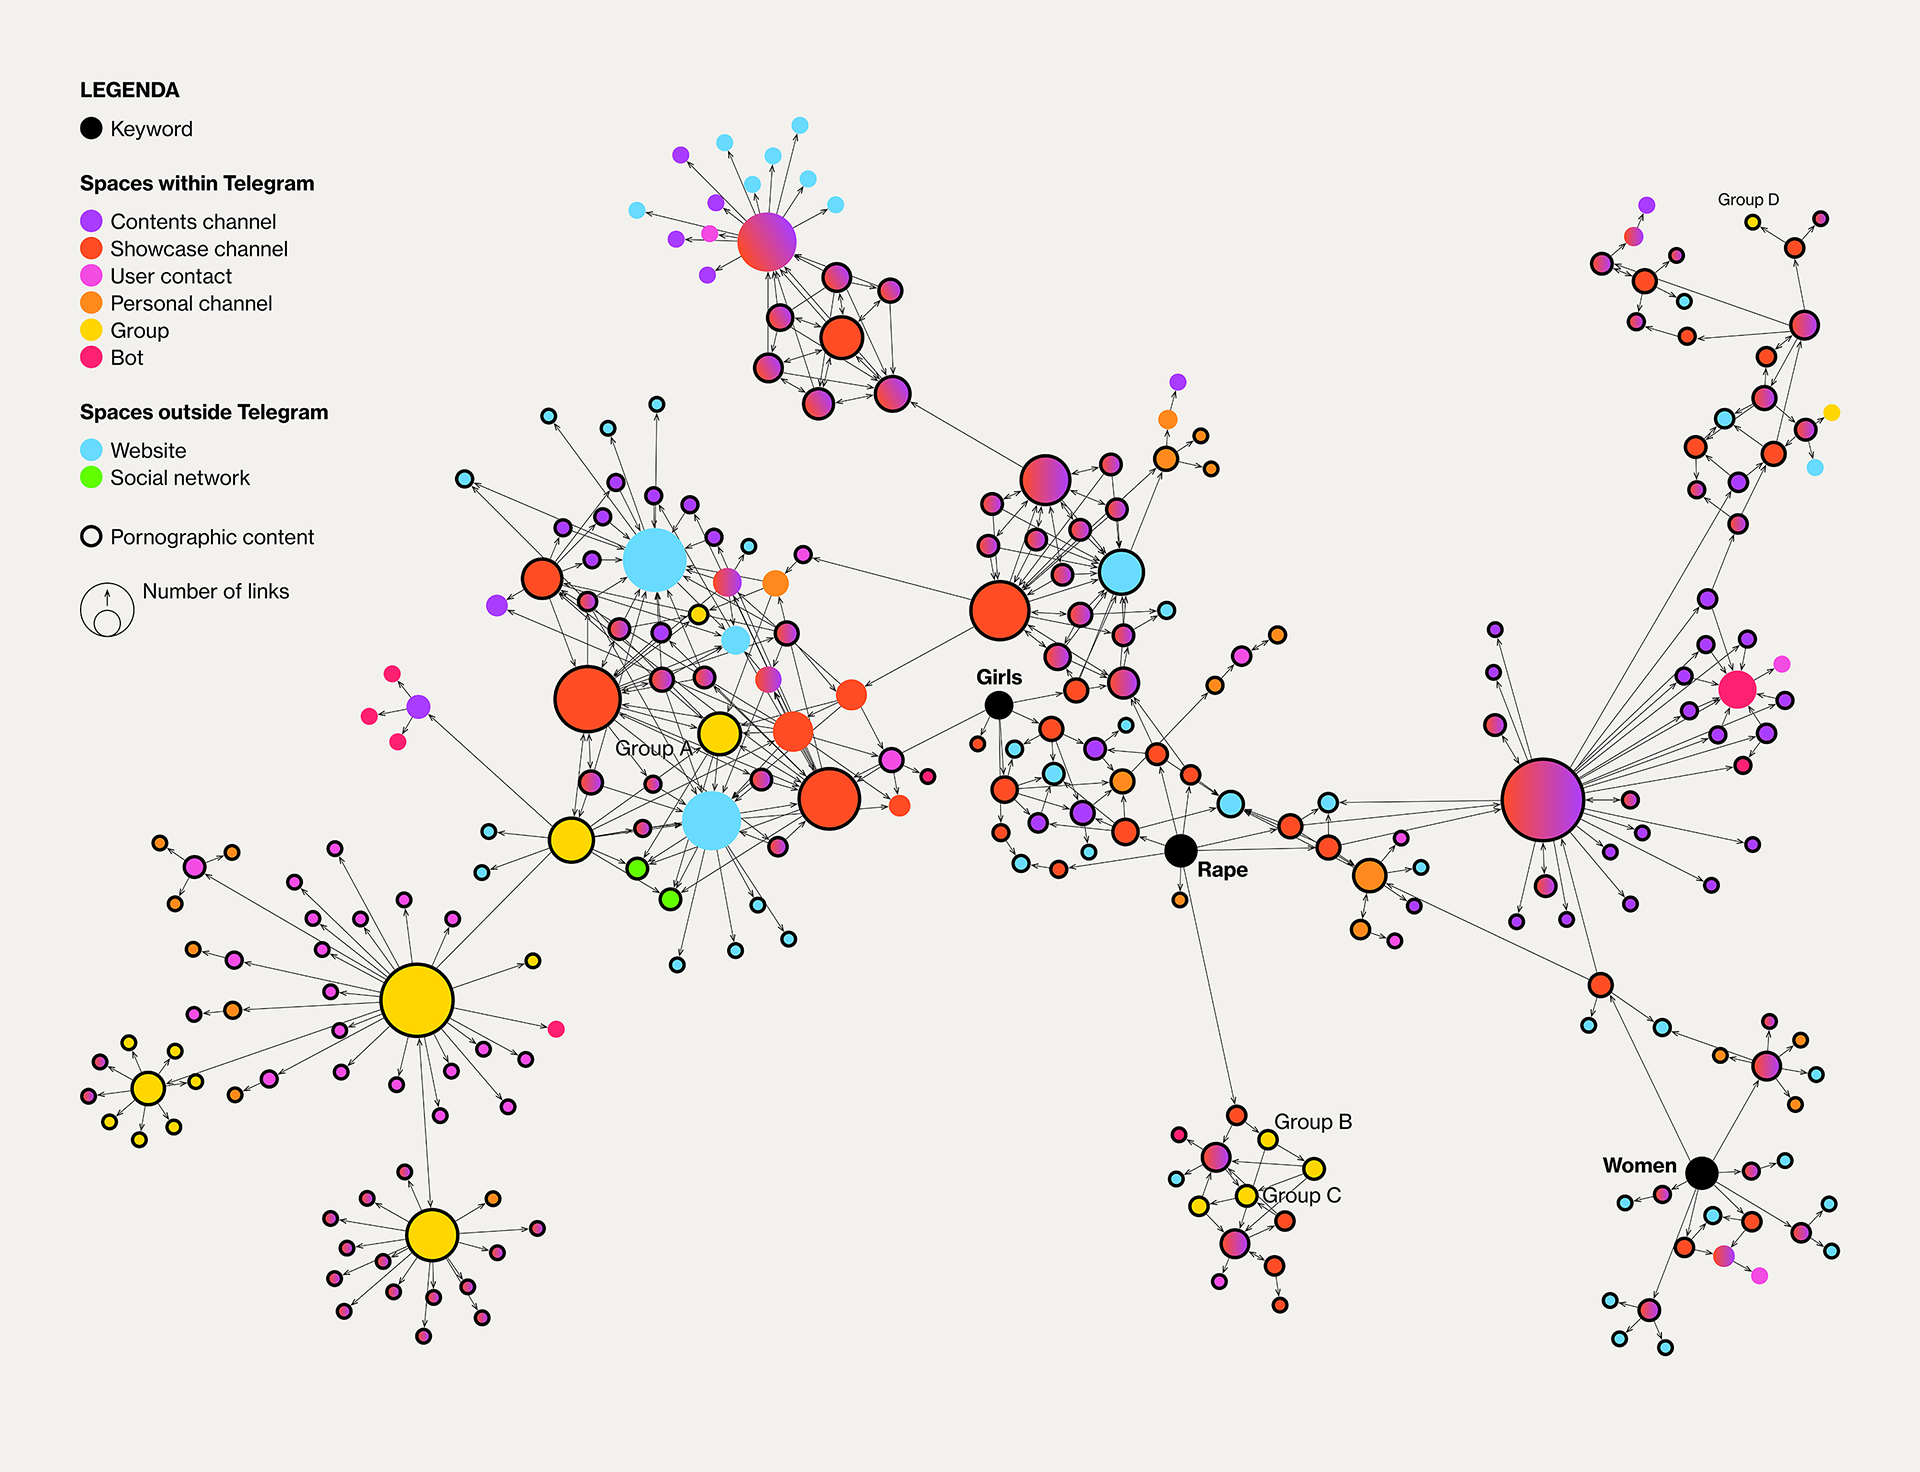 LEGENDA
Keyword
Spaces within Telegram
Contents channel
Showcase channel
User contact
Personal channel
Group
Bot
Spaces outside Telegram
Website
Social network
Pornographic content
Number of links
Group D
Girls
Group A
Rape
Group B
Women
Group C